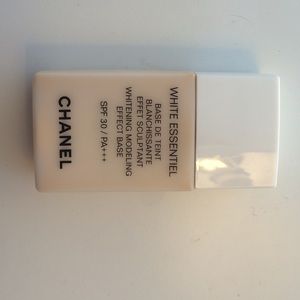 WHITE ESSENTIEL
BASE DE TEINT
BLANCHISSANTE
EFFET SCULPTANT
WHITENING MODELING
EFFECT BASE
SPF 30 / PA+++
CHANEL